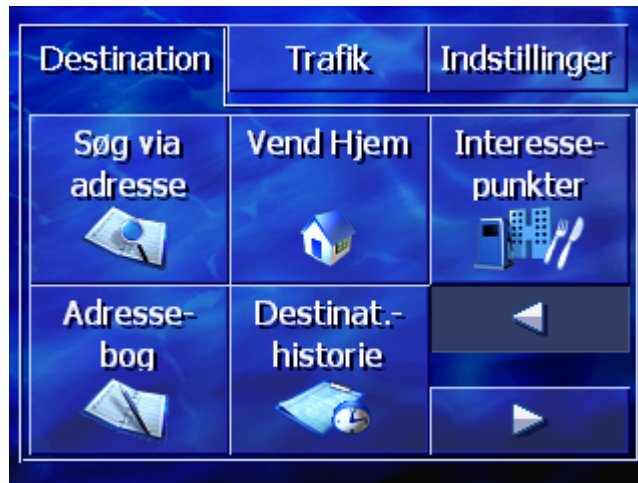 Destination
Trafik
Indstillinger
Søg via
adresse
Vend Hjem
Interesse-
punkter
Adresse-
bog
Destinat.-
historie